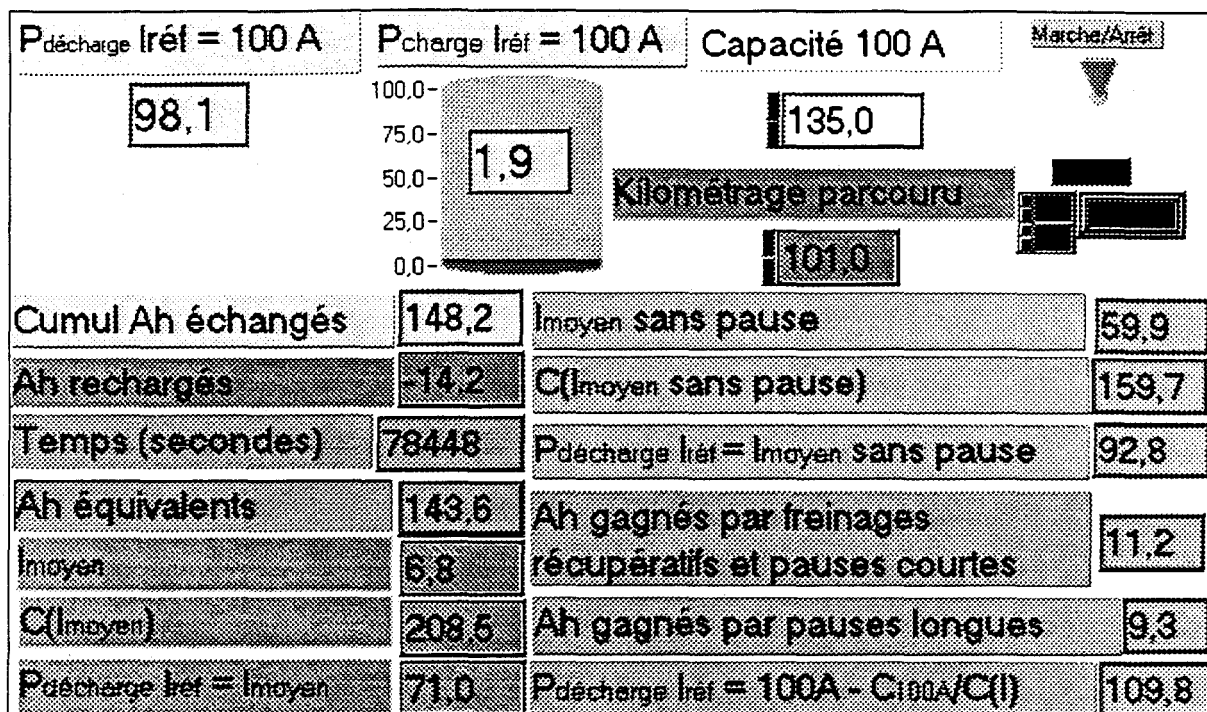 Pdécharge Iréf = 100 A
98,1
Pcharge Iréf = 100 A
100,0
75,0
50,0
25,0
0,0
1,9
Capacité 100 A
135,0
Kilométrage parcouru
101,0
Marche/Arrêt
Cumul Ah échangés 148,2
Ah rechargés -14,2
Temps (secondes) 78448
Ah équivalents 143,6
Imoyen 6,8
C(Imoyen) 208,5
Pdécharge Iréf = Imoyen 71,0
Imoyen sans pause 59,9
C(Imoyen sans pause) 159,7
Pdécharge Iréf = Imoyen sans pause 92,8
Ah gagnés par freinages
récupératifs et pauses courtes 11,2
Ah gagnés par pauses longues 9,3
Pdécharge Iréf = 100A - C100A/C(I) 109,8